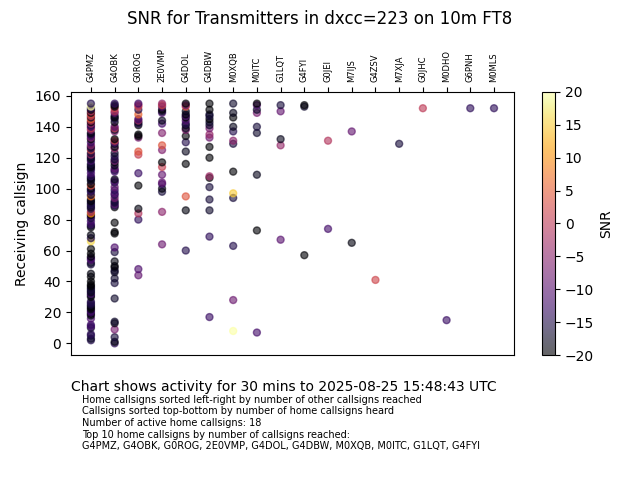 SNR for Transmitters in dxcc=223 on 10m FT8
G4PMZ G4OBK G0ROG 2E0VMP G4DOL G4DBW M0XQB M0ITC G1LQT G4FYI G0JEI M7IJS G4ZSV M7XJA G0JHC M0DHO G6PNH M0MLS
160
140
120
100
80
60
40
20
0
Receiving callsign
20
15
10
5
0
−5
−10
−15
−20
SNR
Chart shows activity for 30 mins to 2025-08-25 15:48:43 UTC
Home callsigns sorted left-right by number of other callsigns reached
Callsigns sorted top-bottom by number of home callsigns heard
Number of active home callsigns: 18
Top 10 home callsigns by number of callsigns reached:
G4PMZ, G4OBK, G0ROG, 2E0VMP, G4DOL, G4DBW, M0XQB, M0ITC, G1LQT, G4FYI